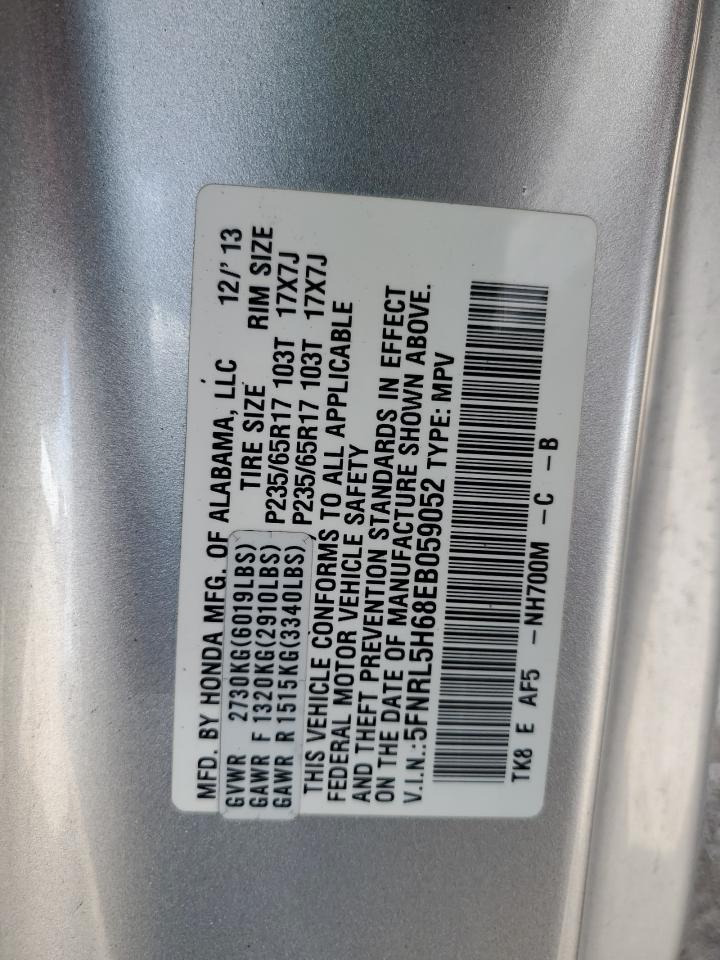 MFD. BY HONDA MFG. OF ALABAMA, LLC 12/'13
GVWR 2730KG(6019LBS) TIRE SIZE RIM SIZE
GAWR F 1320KG(2910LBS) P235/65R17 103T 17X7J
GAWR R 1515KG(3340LBS) P235/65R17 103T 17X7J
THIS VEHICLE CONFORMS TO ALL APPLICABLE
FEDERAL MOTOR VEHICLE SAFETY
AND THEFT PREVENTION STANDARDS IN EFFECT
ON THE DATE OF MANUFACTURE SHOWN ABOVE.
V.I.N.:5FNRL5H68EB059052 TYPE: MPV
TK8 E AF5 -NH700M -C -B